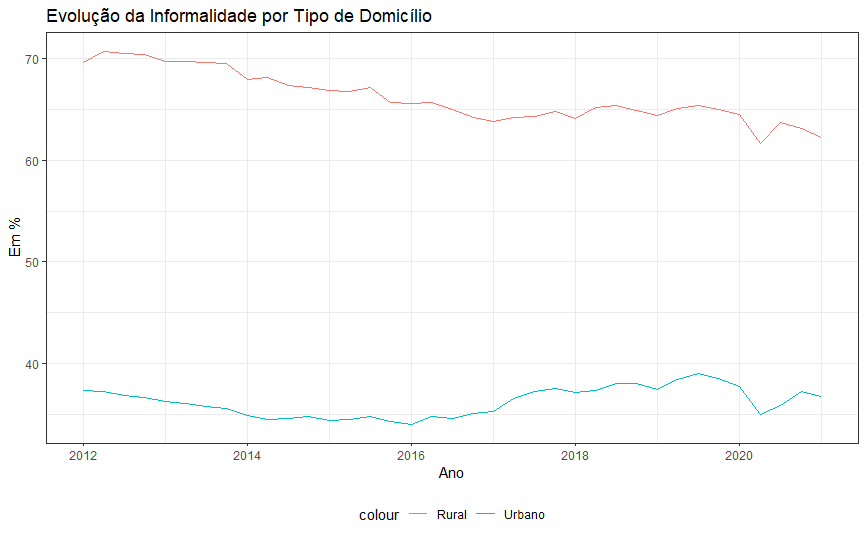 Evolução da Informalidade por Tipo de Domicílio
70
60
50
40
Em %
2012 2014 2016 2018 2020
Ano
colour Rural Urbano